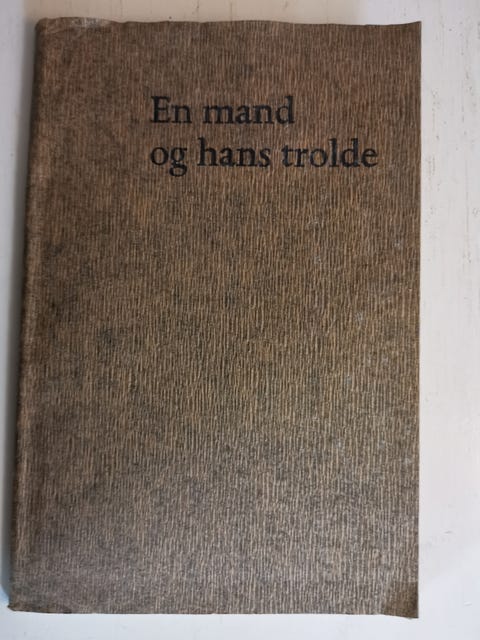 En mand
og hans trolde